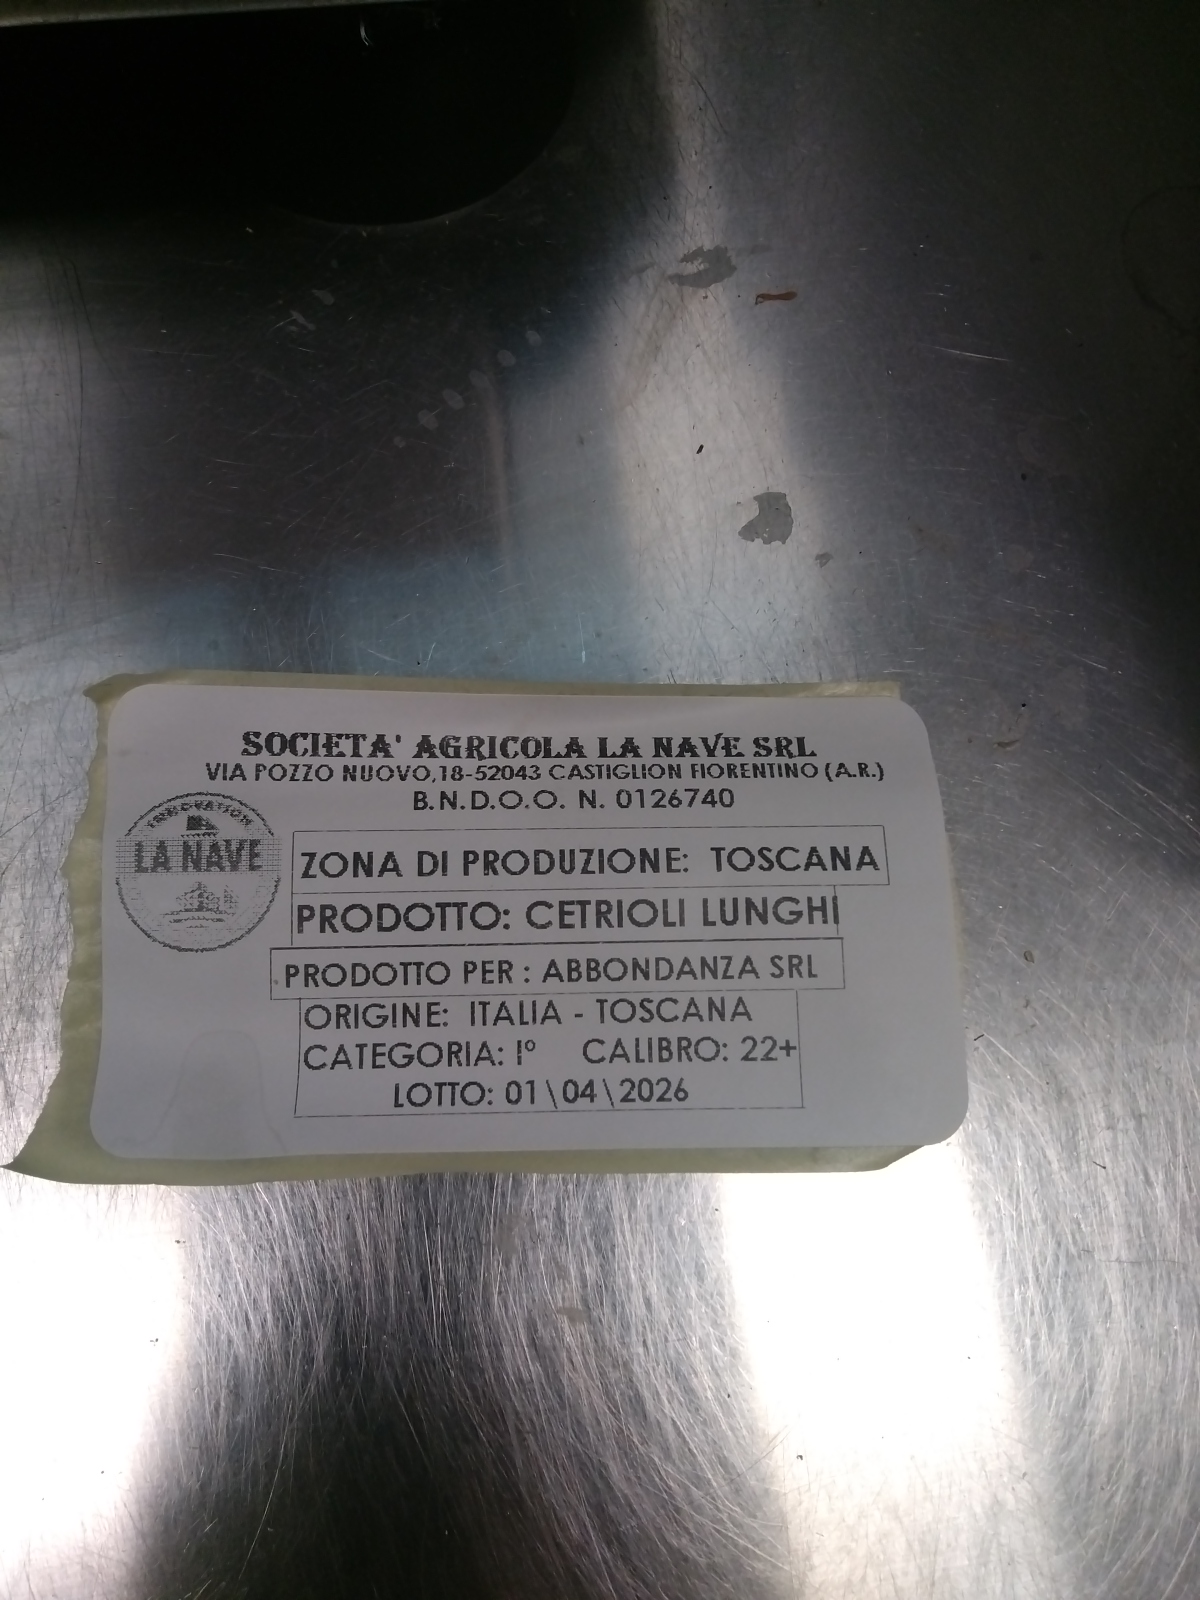 SOCIETA' AGRICOLA LA NAVE SRL
VIA POZZO NUOVO,18-52043 CASTIGLION FIORENTINO (A.R.)
B.N.D.O.O. N. 0126740
INNOVATION
LA NAVE
ZONA DI PRODUZIONE: TOSCANA
PRODOTTO: CETRIOLI LUNGHI
PRODOTTO PER : ABBONDANZA SRL
ORIGINE: ITALIA - TOSCANA
CATEGORIA: I° CALIBRO: 22+
LOTTO: 01\04\2026